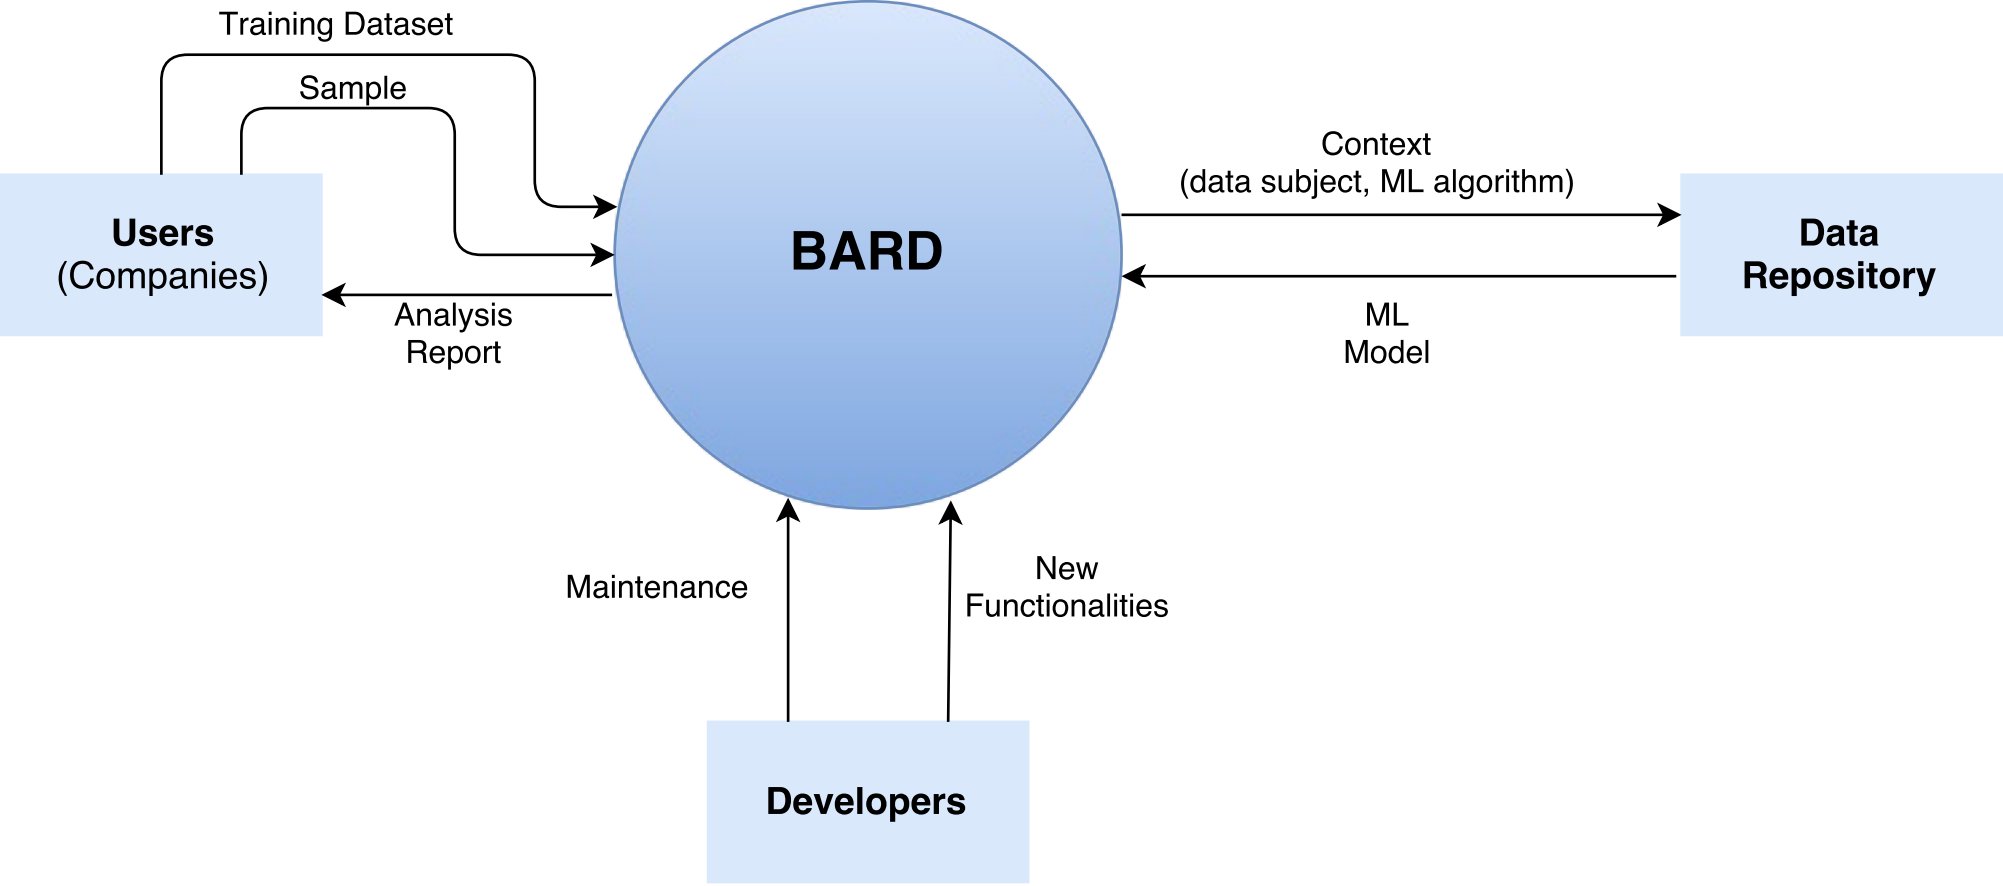 Training Dataset
Sample
Users
(Companies)
Analysis
Report
BARD
Context
(data subject, ML algorithm)
ML
Model
Data
Repository
Maintenance
New
Functionalities
Developers